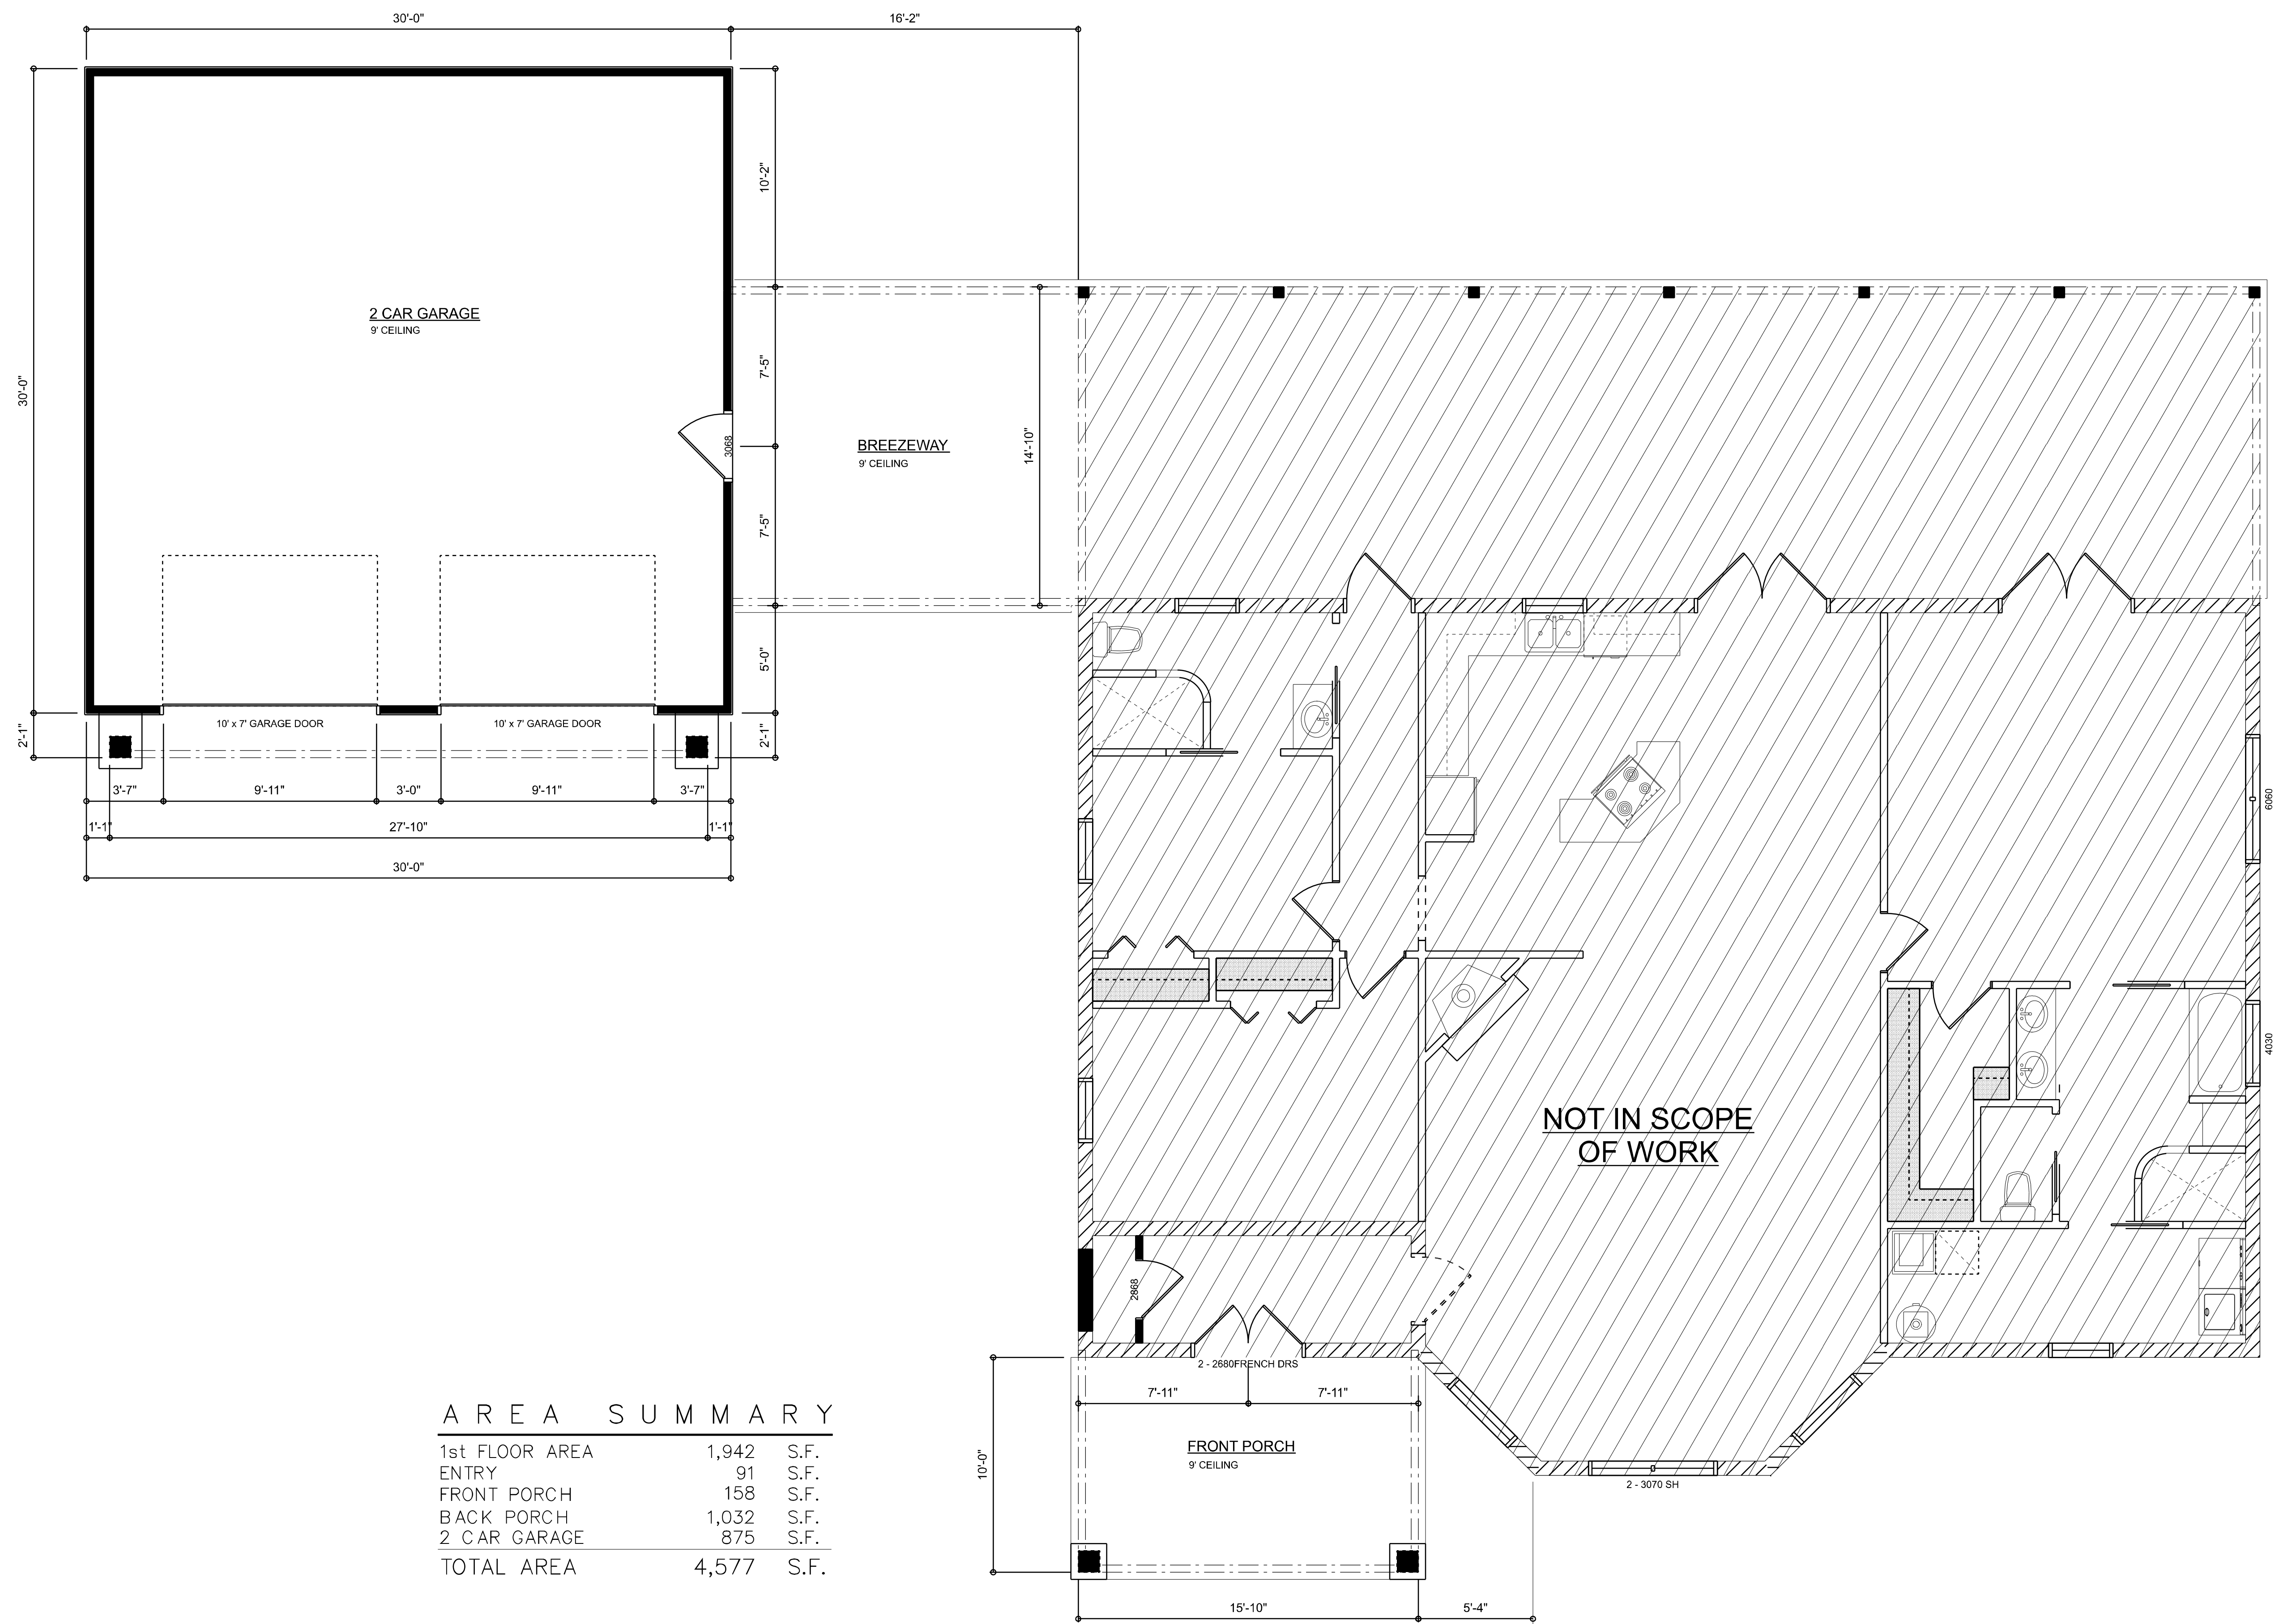 30'-0"
16'-2"
10'-2"
2 CAR GARAGE
9' CEILING
30'-0"
7'-5"
BREEZEWAY
9' CEILING
14'-10"
3068
7'-5"
5'-0"
10' x 7' GARAGE DOOR
10' x 7' GARAGE DOOR
2'-1"
2'-1"
3'-7"
9'-11"
3'-0"
9'-11"
3'-7"
1'-1"
27'-10"
1'-1"
30'-0"
6060
4030
NOT IN SCOPE
OF WORK
2868
2 - 2680FRENCH DRS
7'-11"
7'-11"
10'-0"
FRONT PORCH
9' CEILING
2 - 3070 SH
15'-10"
5'-4"
AREA SUMMARY
1st FLOOR AREA 1,942 S.F.
ENTRY 91 S.F.
FRONT PORCH 158 S.F.
BACK PORCH 1,032 S.F.
2 CAR GARAGE 875 S.F.
TOTAL AREA 4,577 S.F.